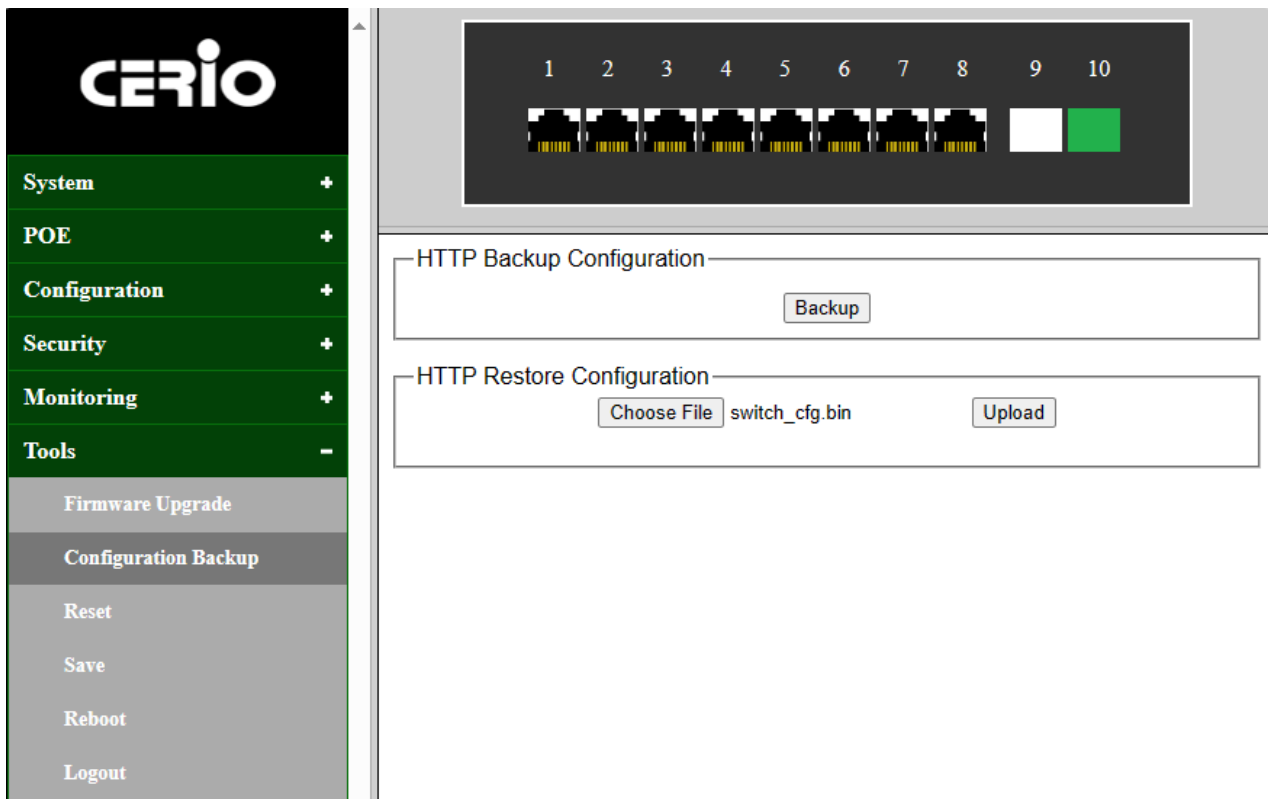 CERIO
1 2 3 4 5 6 7 8 9 10
System
POE
Configuration
Security
Monitoring
Tools
Firmware Upgrade
Configuration Backup
Reset
Save
Reboot
Logout
HTTP Backup Configuration
Backup
HTTP Restore Configuration
Choose File switch_cfg.bin Upload